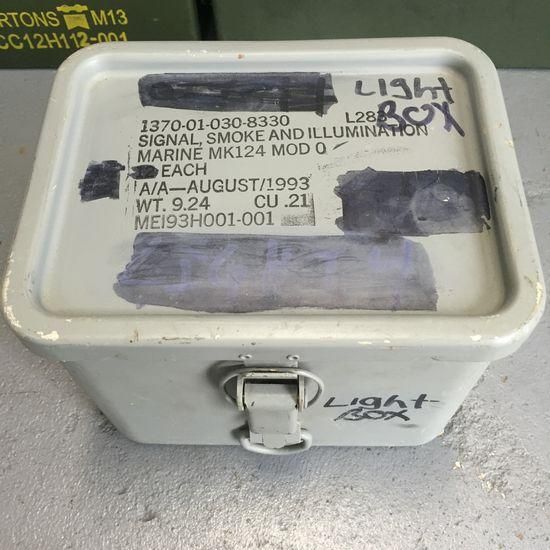 RTONS M13
CC12H112-001
Light
BOX
1370-01-030-8330 L283
SIGNAL, SMOKE AND ILLUMINATION
MARINE MK124 MOD 0
EACH
A/A—AUGUST/1993
WT. 9.24 CU .21
MEI93H001-001
Light
BOX